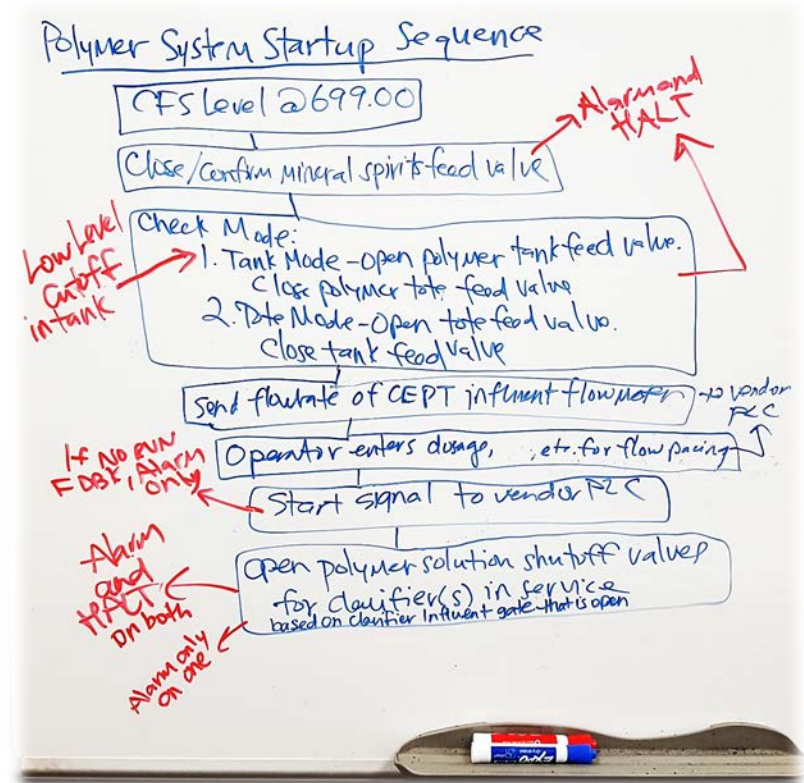 Polymer System Startup Sequence
CFS Level @ 699.00
Alarm and
HALT
Close/confirm mineral spirits feed valve
Check Mode:
1. Tank Mode - Open polymer tank feed valve.
Close polymer tote feed valve
2. Tote Mode - Open tote feed valve.
Close tank feed valve
Low Level
Cutoff
in tank
Send flowrate of CEPT influent flowmeter → to vendor
PLC
Operator enters dosage, , etc. for flow pacing
If NO RUN
FDBK, Alarm
only
Start signal to vendor PLC
Open polymer solution shutoff valves
for clarifier(s) in service
based on clarifier influent gate that is open
Alarm
and
HALT
on both
Alarm only
on one
EXPO